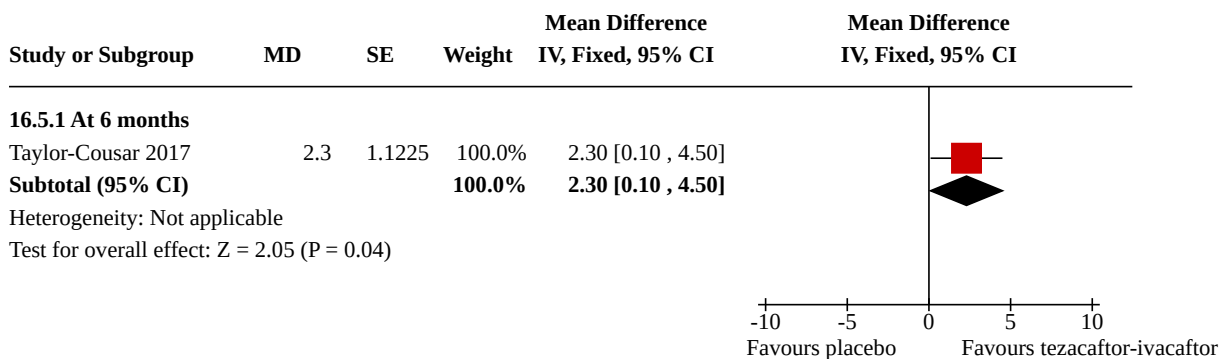 Mean Difference Mean Difference
Study or Subgroup MD SE Weight IV, Fixed, 95% CI IV, Fixed, 95% CI
16.5.1 At 6 months
Taylor-Cousar 2017 2.3 1.1225 100.0% 2.30 [0.10 , 4.50]
Subtotal (95% CI) 100.0% 2.30 [0.10 , 4.50]
Heterogeneity: Not applicable
Test for overall effect: Z = 2.05 (P = 0.04)
-10 -5 0 5 10
Favours placebo Favours tezacaftor-ivacaftor